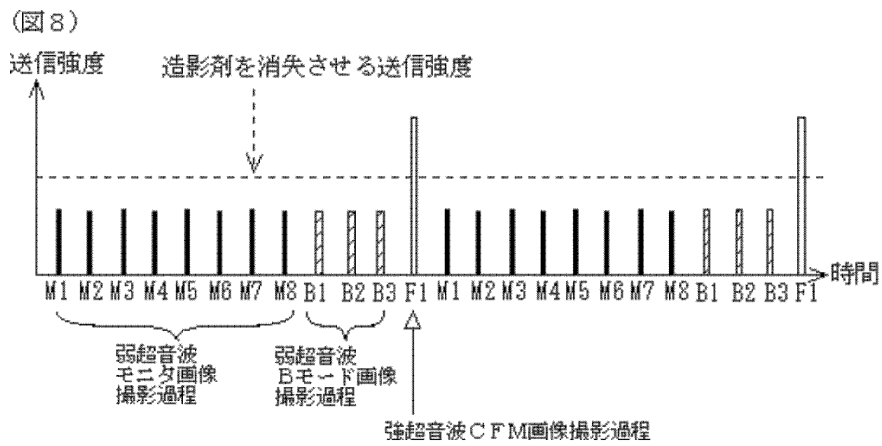 (図8)
送信強度
造影剤を消失させる送信強度
時間
M1 M2 M3 M4 M5 M6 M7 M8 B1 B2 B3 F1 M1 M2 M3 M4 M5 M6 M7 M8 B1 B2 B3 F1
弱超音波
モニタ画像
撮影過程
弱超音波
Bモード画像
撮影過程
強超音波CFM画像撮影過程